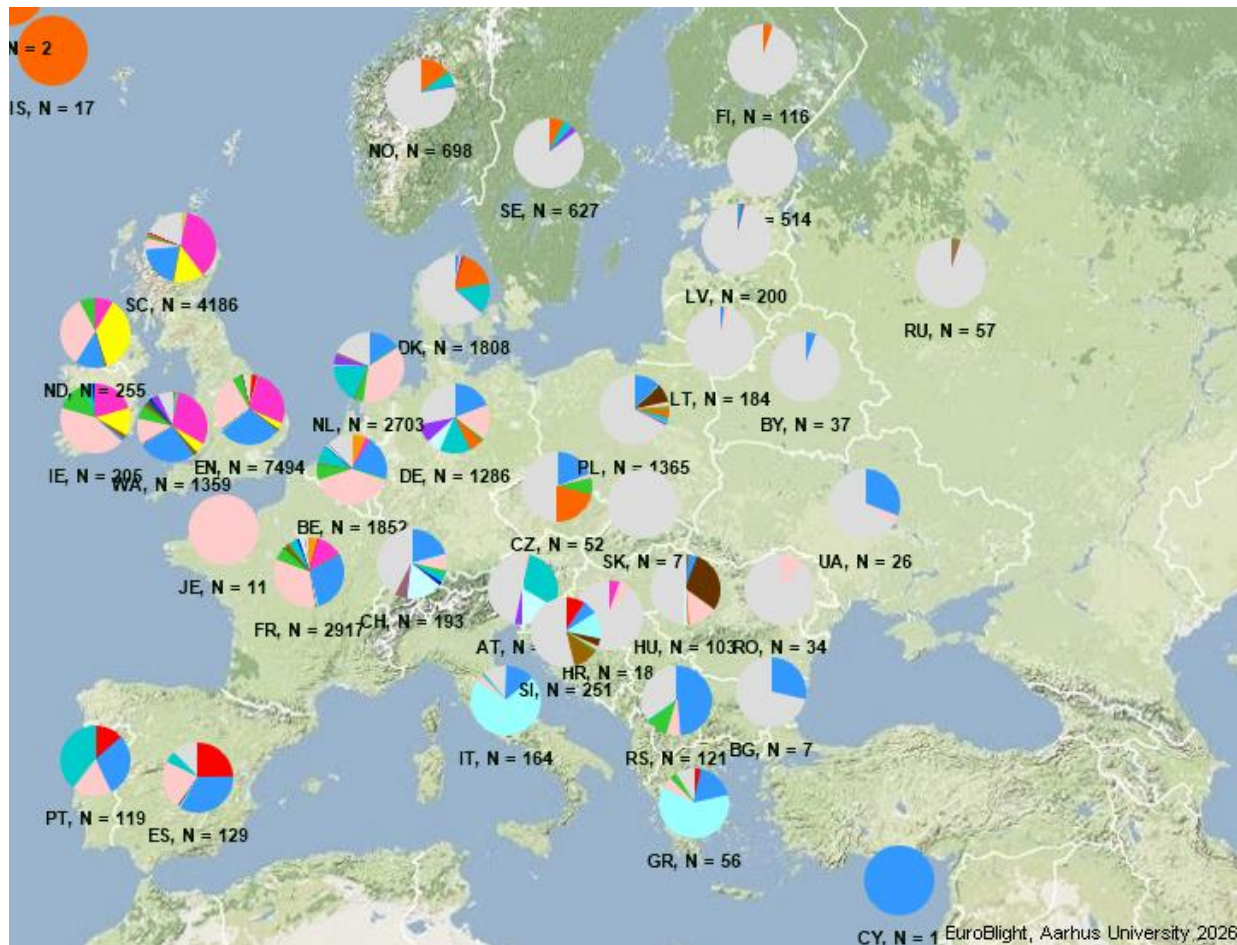 N = 2
IS, N = 17
FI, N = 116
NO, N = 698
SE, N = 627
= 514
SC, N = 4186
LV, N = 200
RU, N = 57
DK, N = 1808
ND, N = 255
LT, N = 184
BY, N = 37
NL, N = 2703
IE, N = 205
EN, N = 7494
DE, N = 1286
PL, N = 1365
WA, N = 1359
BE, N = 1852
CZ, N = 52
SK, N = 7
UA, N = 26
JE, N = 11
FR, N = 2917
CH, N = 193
AT, N =
HU, N = 103
RO, N = 34
HR, N = 18
SI, N = 251
IT, N = 164
RS, N = 121
BG, N = 7
PT, N = 119
ES, N = 129
GR, N = 56
CY, N = 1
EuroBlight, Aarhus University 2026